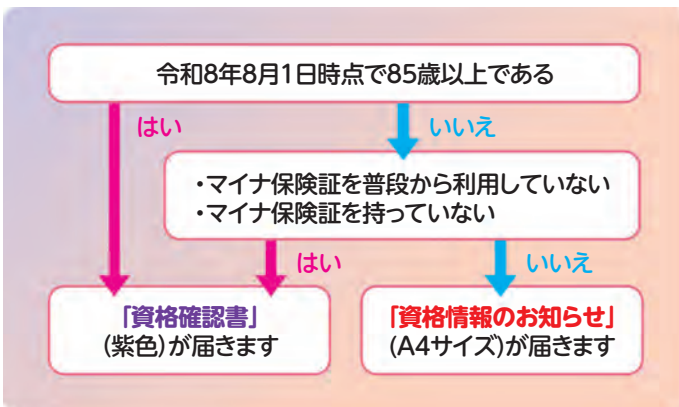 令和8年8月1日時点で85歳以上である
はい
いいえ
・マイナ保険証を普段から利用していない
・マイナ保険証を持っていない
はい
いいえ
「資格確認書」
(紫色)が届きます
「資格情報のお知らせ」
(A4サイズ)が届きます